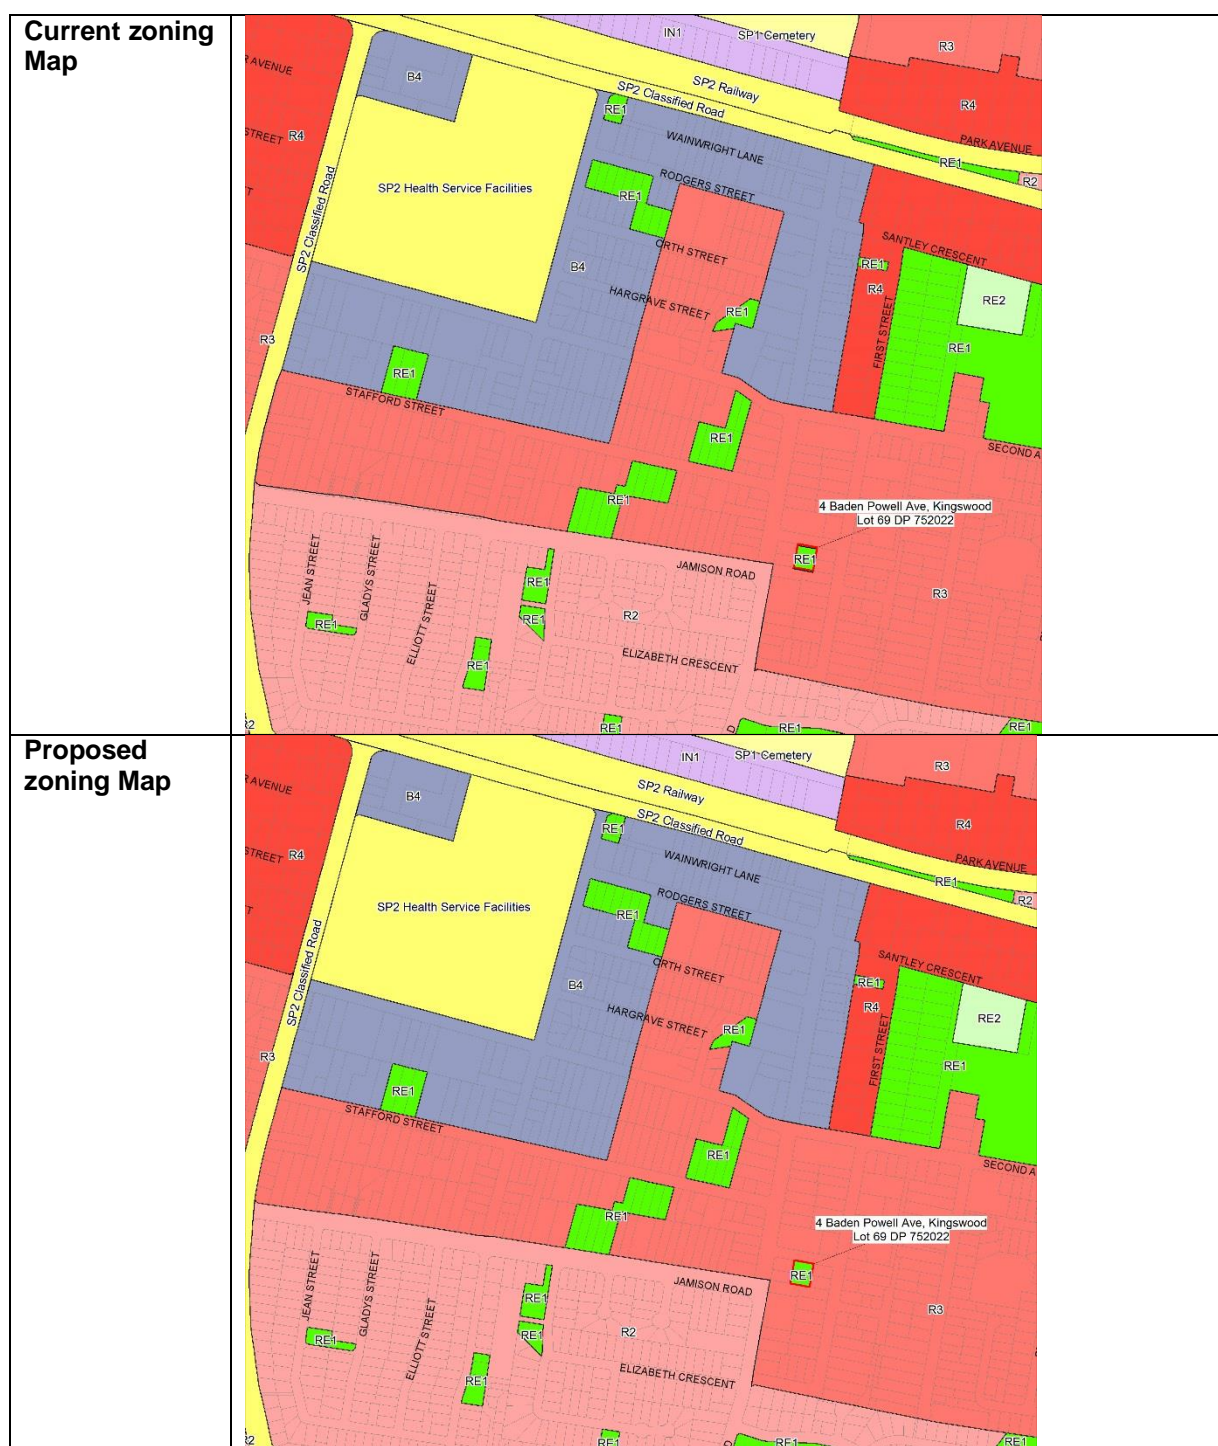 Current zoning
Map
IN1
SP1 Cemetery
R3
R AVENUE
B4
SP2 Railway
SP2 Classified Road
R4
RE1
STREET
R4
WAINWRIGHT LANE
PARK AVENUE
RE1
SP2 Health Service Facilities
RODGERS STREET
R2
RE1
SP2 Classified Road
ORTH STREET
SANTLEY CRESCENT
B4
RE1
HARGRAVE STREET
R4
RE2
RE1
R3
FIRST STREET
RE1
RE1
STAFFORD STREET
RE1
SECOND A
RE1
4 Baden Powell Ave, Kingswood
Lot 69 DP 752022
RE1
JAMISON ROAD
JEAN STREET
GLADYS STREET
ELLIOTT STREET
RE1
R3
RE1
RE1
R2
ELIZABETH CRESCENT
RE1
R2
RE1
D
RE1
RE1
Proposed
zoning Map
IN1
SP1 Cemetery
R3
R AVENUE
B4
SP2 Railway
SP2 Classified Road
R4
RE1
STREET
R4
WAINWRIGHT LANE
PARK AVENUE
RE1
SP2 Health Service Facilities
RODGERS STREET
R2
RE1
SP2 Classified Road
ORTH STREET
SANTLEY CRESCENT
B4
RE1
HARGRAVE STREET
R4
RE2
RE1
R3
FIRST STREET
RE1
RE1
STAFFORD STREET
RE1
SECOND A
RE1
4 Baden Powell Ave, Kingswood
Lot 69 DP 752022
RE1
JAMISON ROAD
JEAN STREET
GLADYS STREET
ELLIOTT STREET
RE1
R3
RE1
RE1
R2
ELIZABETH CRESCENT
RE1
R2
RE1
D
RE1
RE1